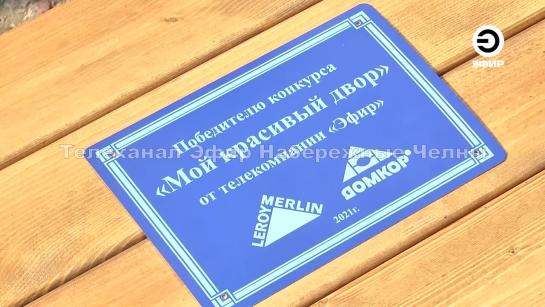 ЭФИР
Победителю конкурса
«Мой красивый двор»
от телекомпании «Эфир»
Телеканал Эфир Набережные Челны
LEROY MERLIN
ДОМКОР
2021г.